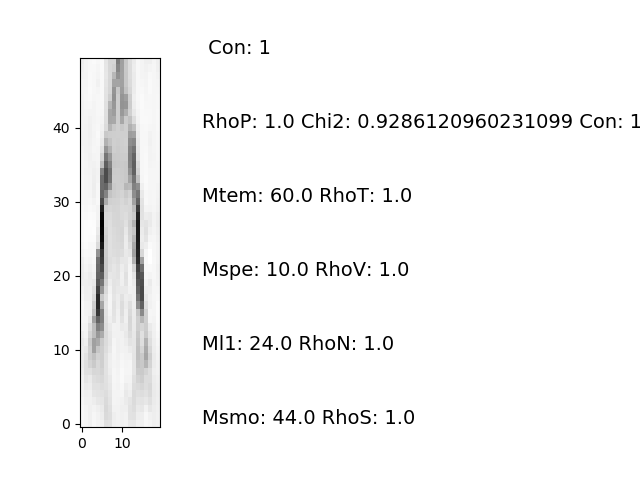 Con: 1
RhoP: 1.0 Chi2: 0.9286120960231099 Con: 1
Mtem: 60.0 RhoT: 1.0
Mspe: 10.0 RhoV: 1.0
Ml1: 24.0 RhoN: 1.0
Msmo: 44.0 RhoS: 1.0
40
30
20
10
0
0 10